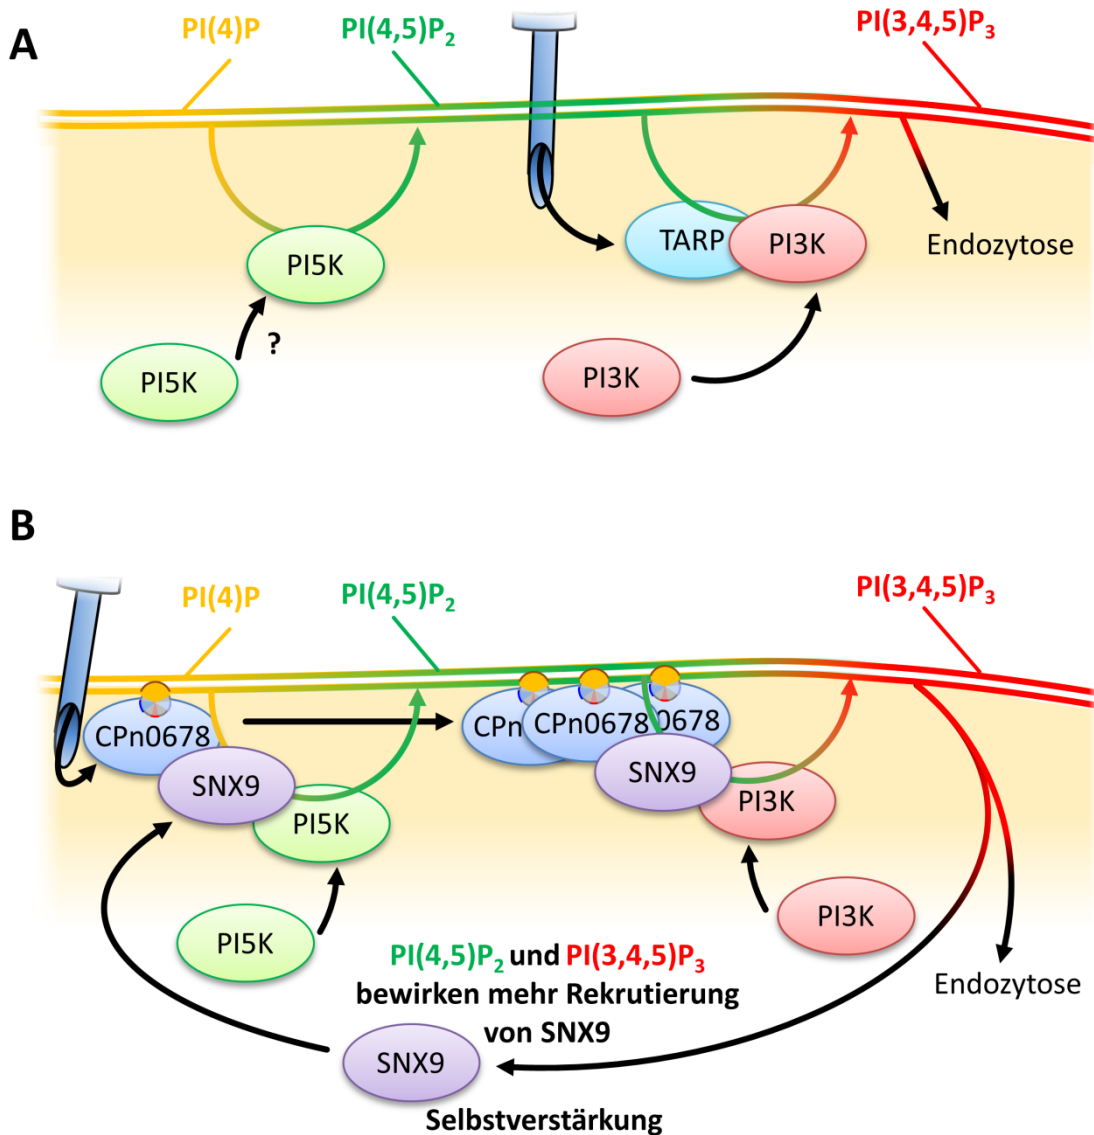 A
PI(4)P
PI(4,5)P₂
PI(3,4,5)P₃
TARP
PI3K
Endozytose
PI5K
?
PI5K
PI3K
B
PI(4)P
PI(4,5)P₂
PI(3,4,5)P₃
CPn0678
CPn
CPn0678
0678
SNX9
SNX9
PI5K
PI3K
PI5K
PI3K
PI(4,5)P₂ und PI(3,4,5)P₃
bewirken mehr Rekrutierung
von SNX9
Endozytose
SNX9
Selbstverstärkung